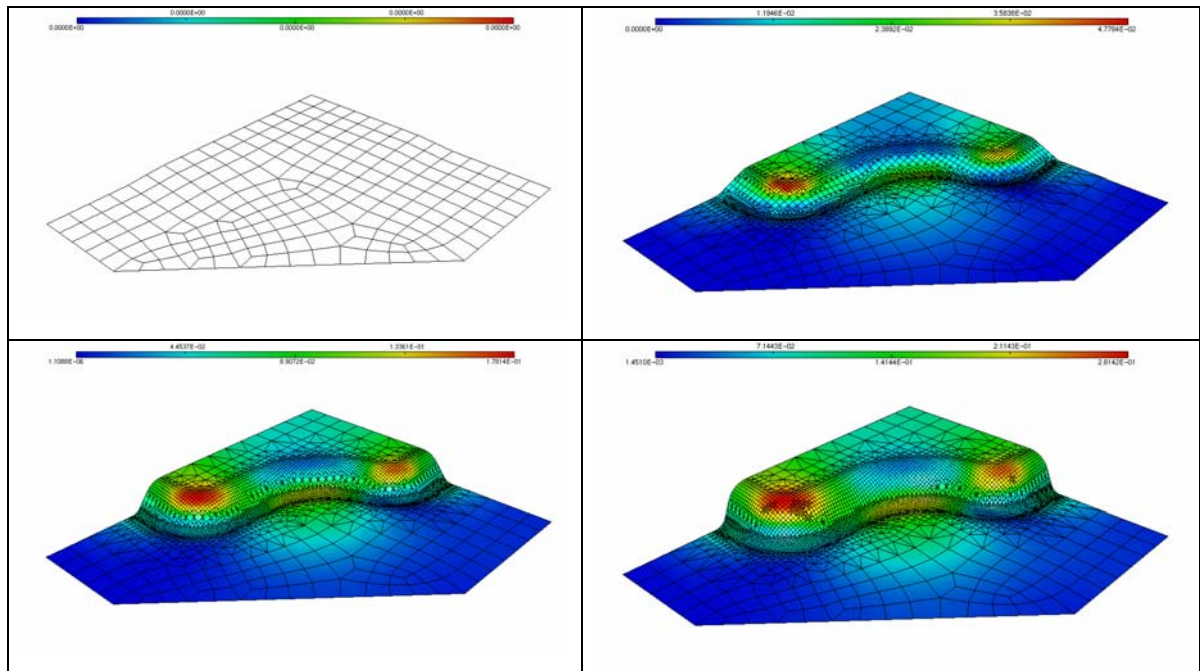 0.0000E+00 0.0000E+00
0.0000E+00 0.0000E+00 0.0000E+00
1.1946E-02 3.5838E-02
0.0000E+00 2.3892E-02 4.7784E-02
4.4537E-02 1.3361E-01
1.1088E-06 8.9072E-02 1.7814E-01
7.1443E-02 2.1143E-01
1.4510E-03 1.4144E-01 2.8142E-01